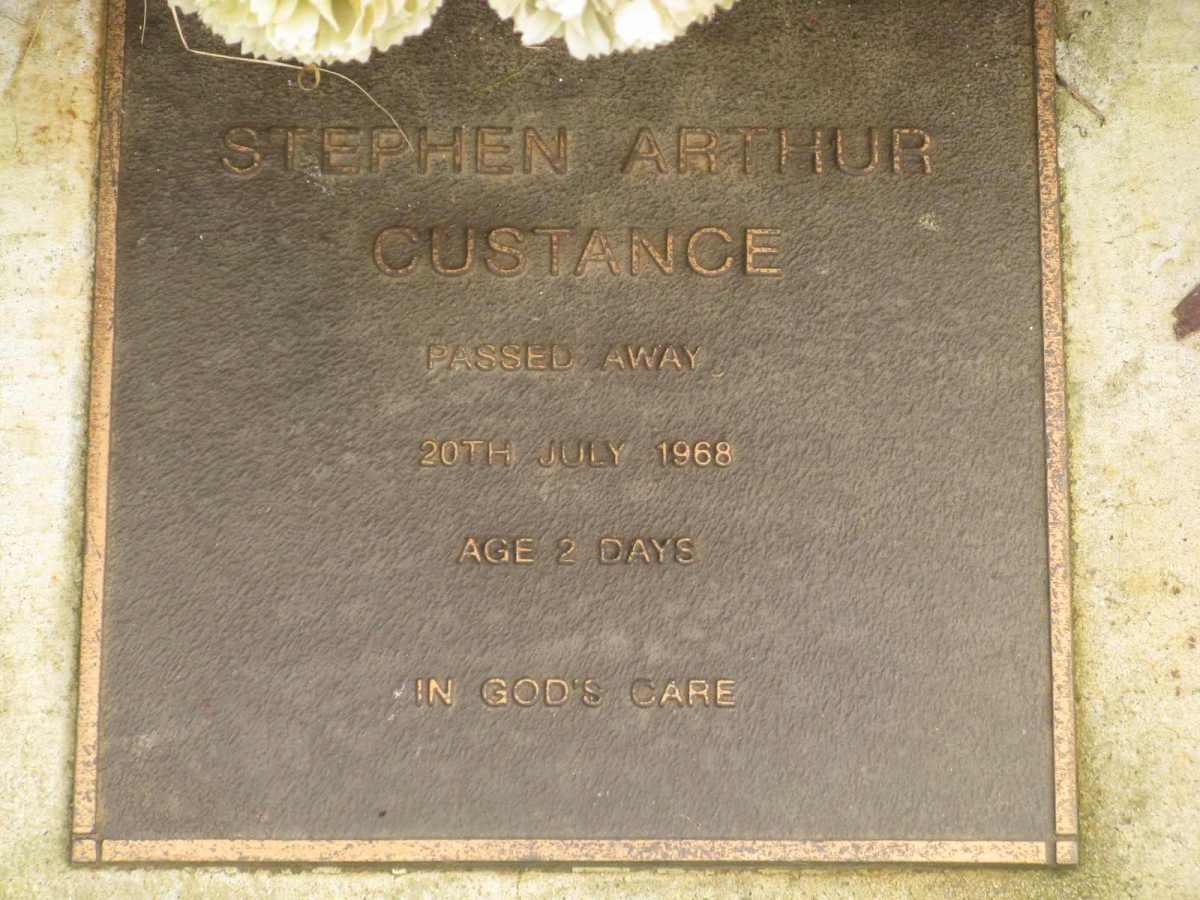 STEPHEN ARTHUR
CUSTANCE
PASSED AWAY
20TH JULY 1968
AGE 2 DAYS
IN GOD'S CARE